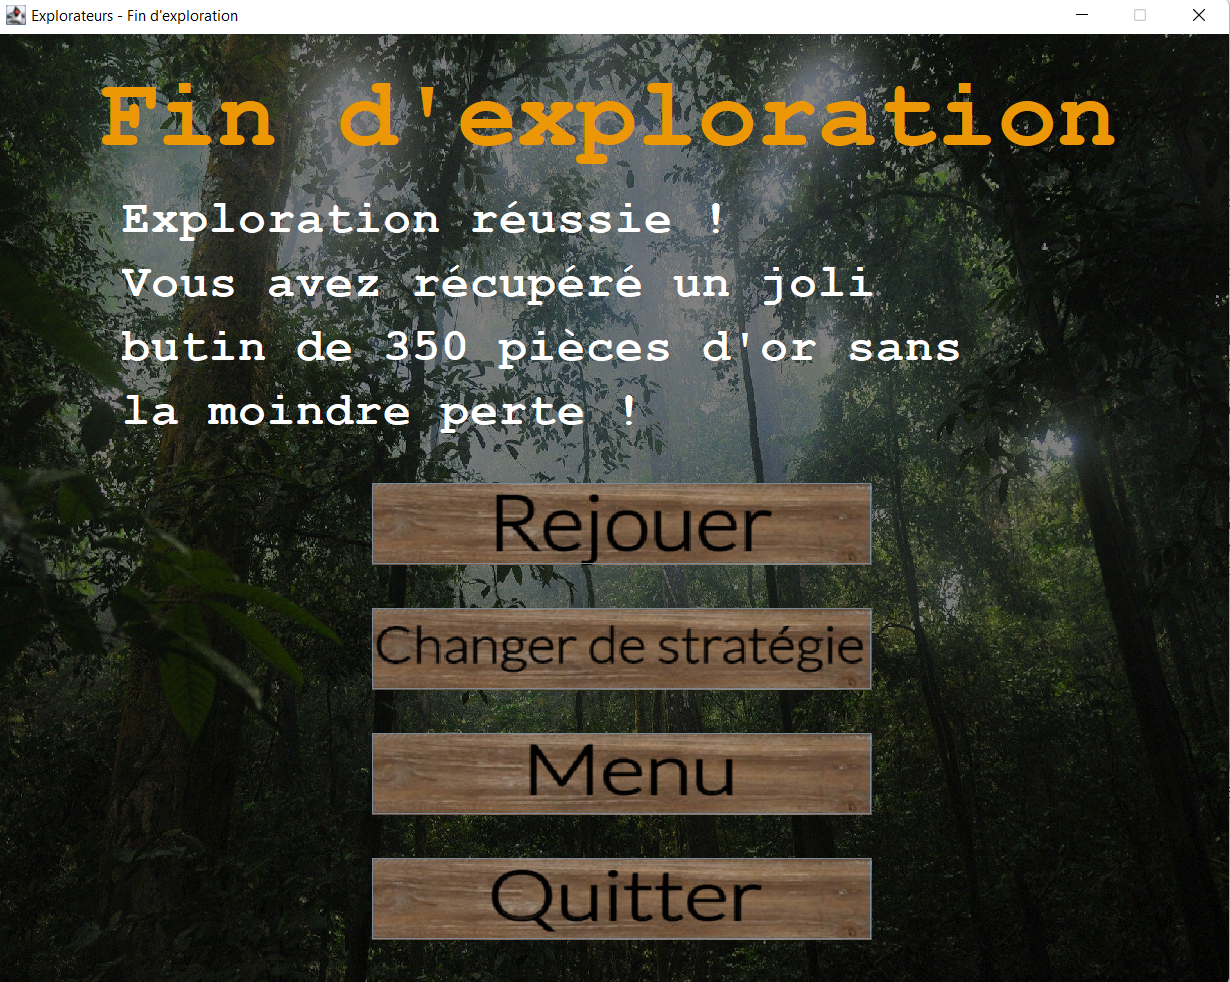 Explorateurs - Fin d'exploration
Fin d'exploration
Exploration réussie !
Vous avez récupéré un joli
butin de 350 pièces d'or sans
la moindre perte !
Rejouer
Changer de stratégie
Menu
Quitter